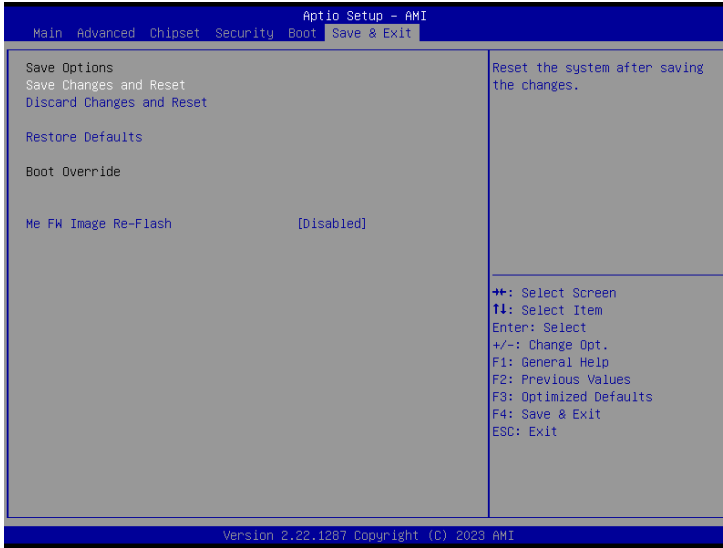 Aptio Setup - AMI
Main Advanced Chipset Security Boot Save & Exit
Save Options
Save Changes and Reset
Discard Changes and Reset
Restore Defaults
Boot Override
Me FW Image Re-Flash [Disabled]
Reset the system after saving
the changes.
→←: Select Screen
↑↓: Select Item
Enter: Select
+/-: Change Opt.
F1: General Help
F2: Previous Values
F3: Optimized Defaults
F4: Save & Exit
ESC: Exit
Version 2.22.1287 Copyright (C) 2023 AMI